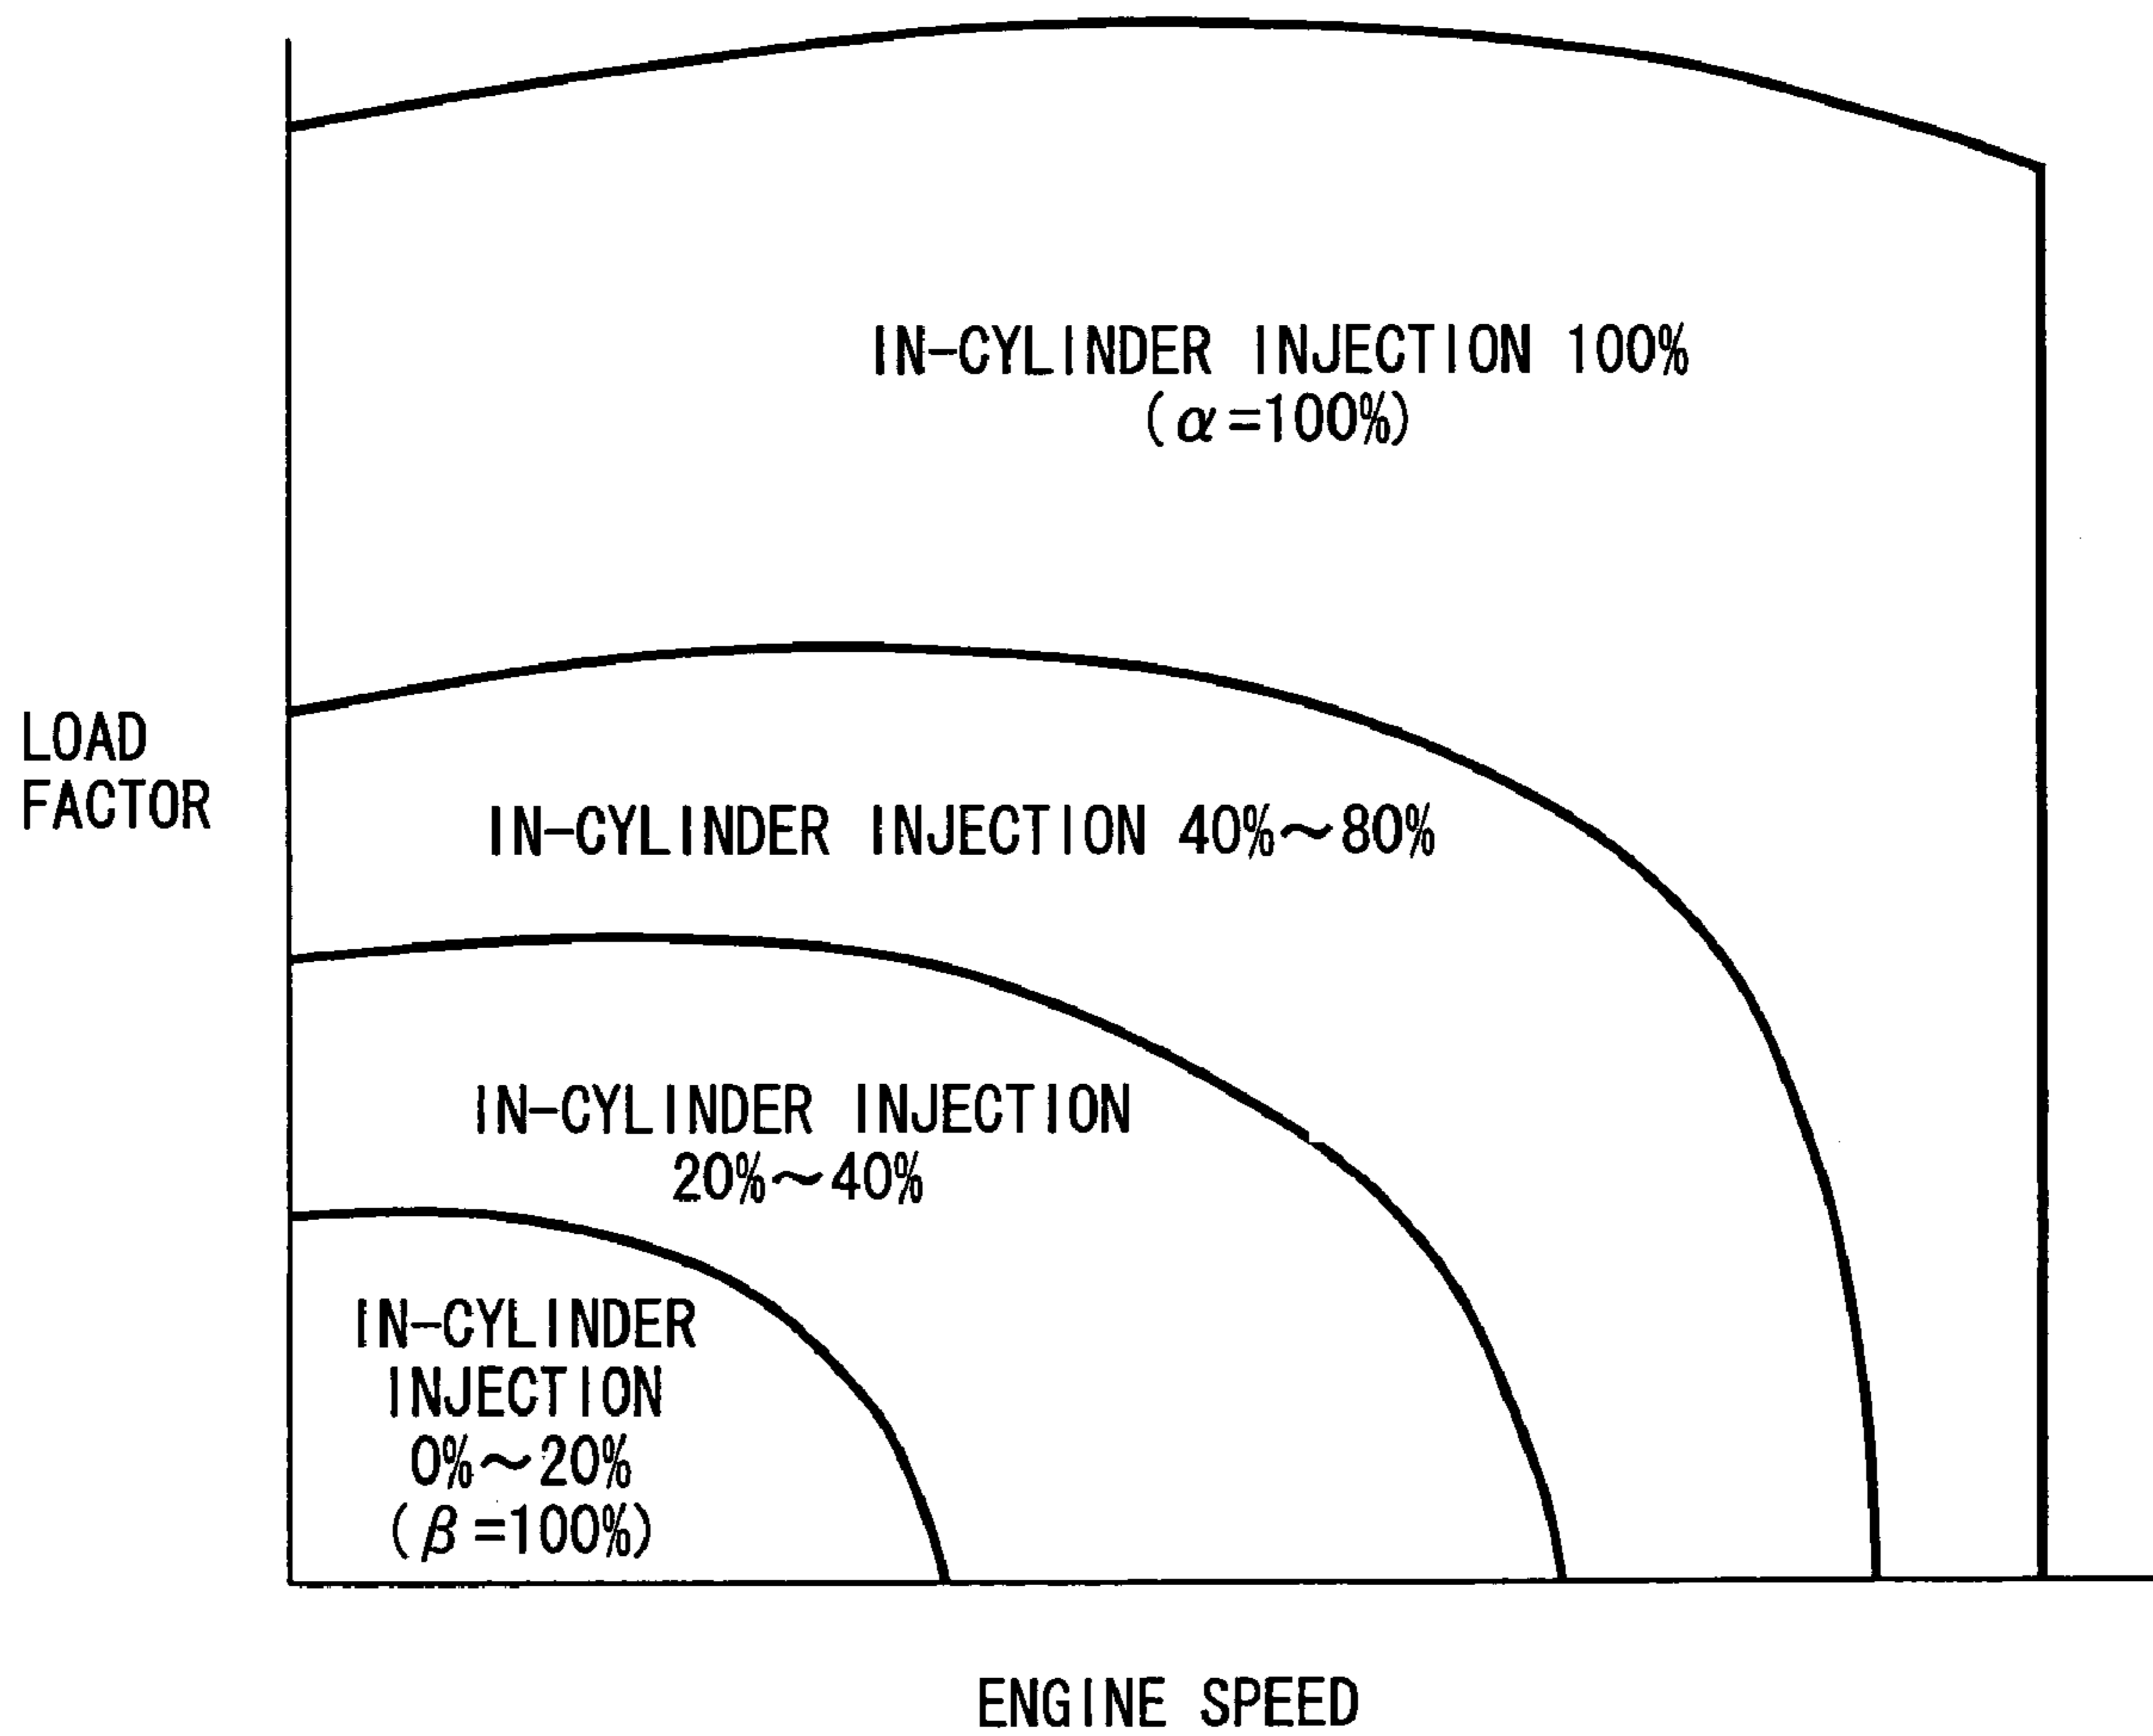 IN-CYLINDER INJECTION 100%
(α=100%)
LOAD
FACTOR
IN-CYLINDER INJECTION 40%～80%
IN-CYLINDER INJECTION
20%～40%
IN-CYLINDER
INJECTION
0%～20%
(β=100%)
ENGINE SPEED